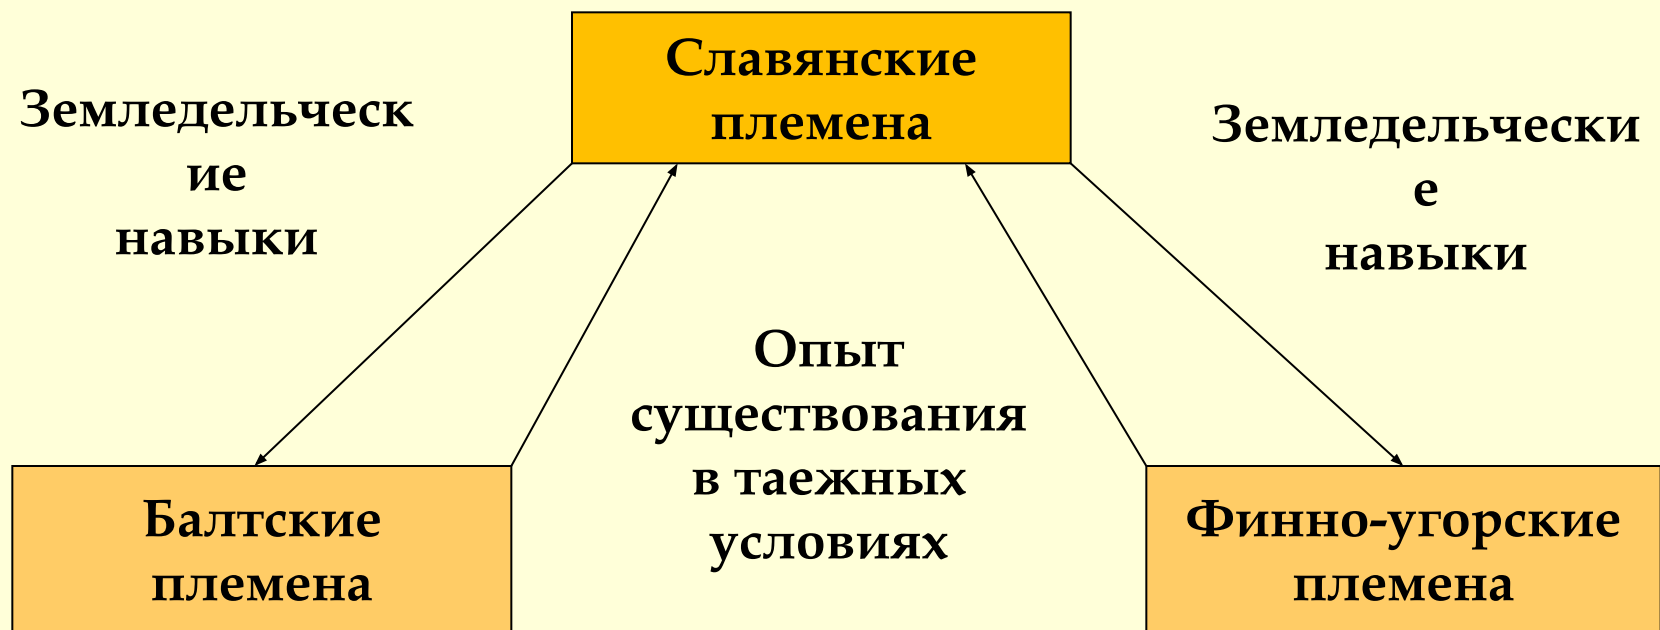 Славянские
племена
Земледельческ
ие
навыки
Земледельчески
е
навыки
Опыт
существования
в таежных
условиях
Балтские
племена
Финно-угорские
племена